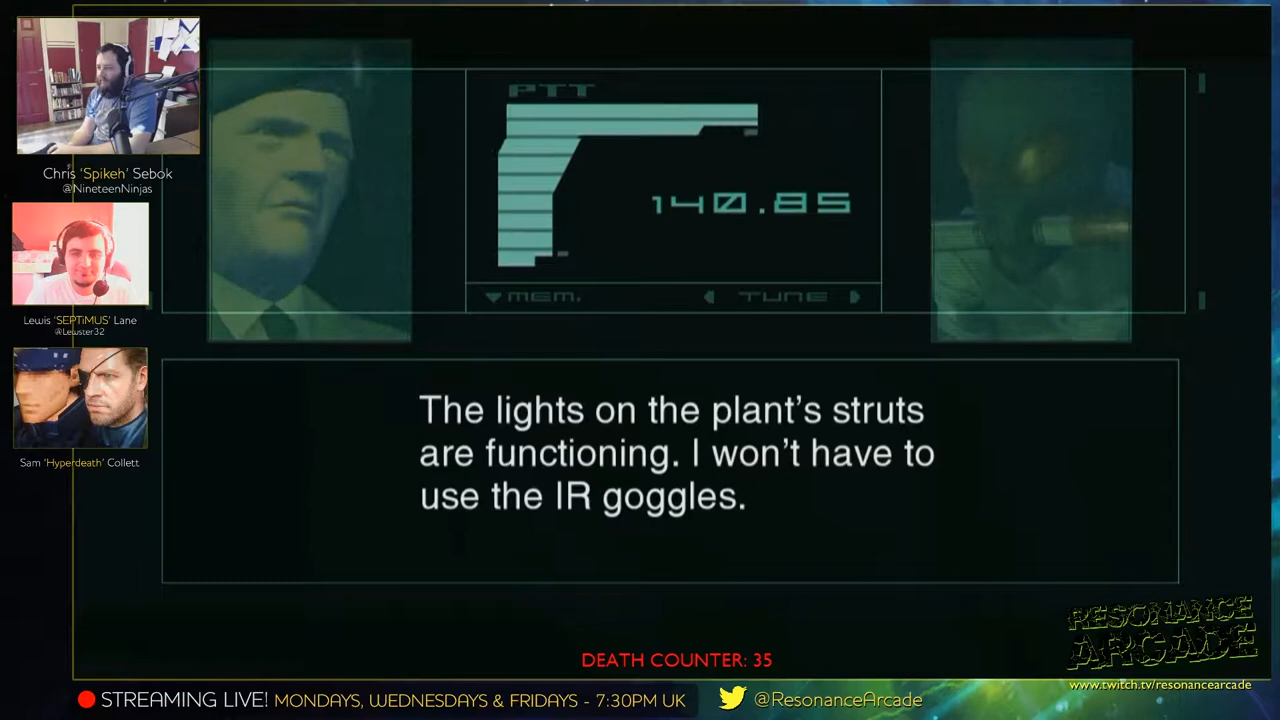 PTT
140.85
MEM.
TUNE
Chris 'Spikeh' Sebok
@NineteenNinjas
Lewis 'SEPTiMUS' Lane
@Lewster32
Sam 'Hyperdeath' Collett
The lights on the plant's struts
are functioning. I won't have to
use the IR goggles.
RESONANCE
ARCADE
www.twitch.tv/resonancearcade
DEATH COUNTER: 35
STREAMING LIVE! MONDAYS, WEDNESDAYS & FRIDAYS - 7:30PM UK
@ResonanceArcade